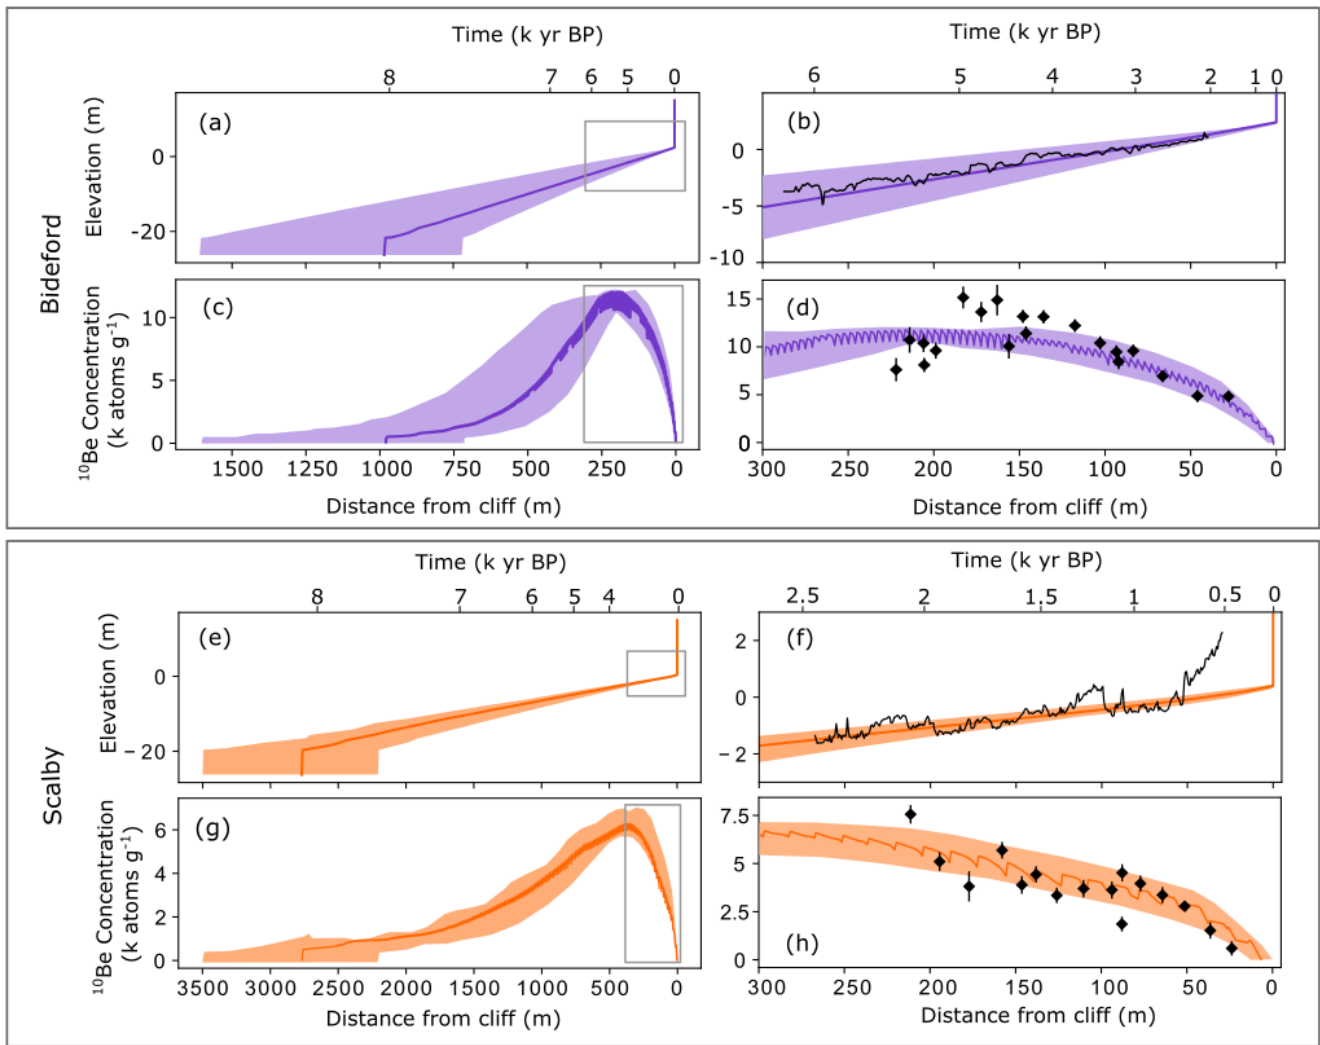 Bideford
Time (k yr BP)
8 7 6 5 0
(a)
Elevation (m)
0
-20
Time (k yr BP)
6 5 4 3 2 1 0
(b)
0
-5
-10
(c)
¹⁰Be Concentration
(k atoms g⁻¹)
10
5
0
1500 1250 1000 750 500 250 0
Distance from cliff (m)
(d)
15
10
5
0
300 250 200 150 100 50 0
Distance from cliff (m)
Scalby
Time (k yr BP)
8 7 6 5 4 0
(e)
Elevation (m)
0
-20
Time (k yr BP)
2.5 2 1.5 1 0.5 0
(f)
2
0
-2
(g)
¹⁰Be Concentration
(k atoms g⁻¹)
6
4
2
0
3500 3000 2500 2000 1500 1000 500 0
Distance from cliff (m)
7.5
5
2.5
0
(h)
300 250 200 150 100 50 0
Distance from cliff (m)